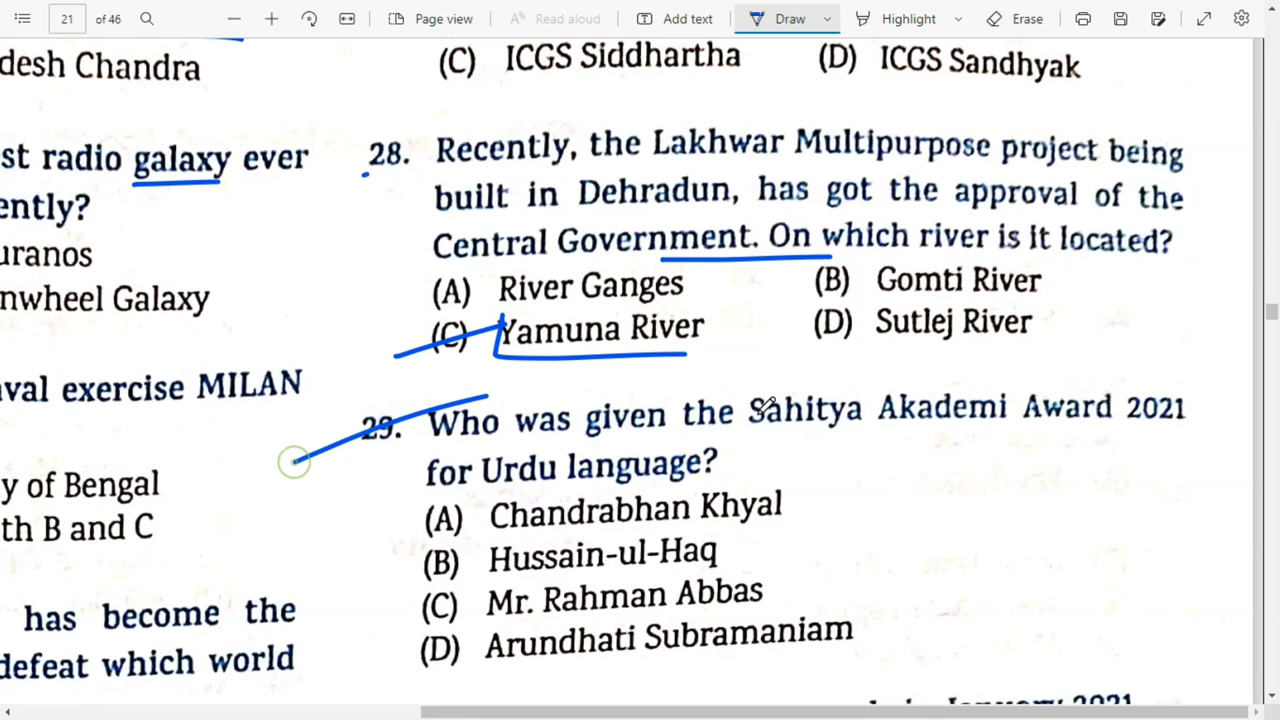 21 of 46 Page view Read aloud Add text Draw Highlight Erase
desh Chandra
st radio galaxy ever
ently?
uranos
nwheel Galaxy
aval exercise MILAN
y of Bengal
th B and C
has become the
defeat which world
(C) ICGS Siddhartha (D) ICGS Sandhyak
28. Recently, the Lakhwar Multipurpose project being
built in Dehradun, has got the approval of the
Central Government. On which river is it located?
(A) River Ganges (B) Gomti River
(C) Yamuna River (D) Sutlej River
29. Who was given the Sahitya Akademi Award 2021
for Urdu language?
(A) Chandrabhan Khyal
(B) Hussain-ul-Haq
(C) Mr. Rahman Abbas
(D) Arundhati Subramaniam